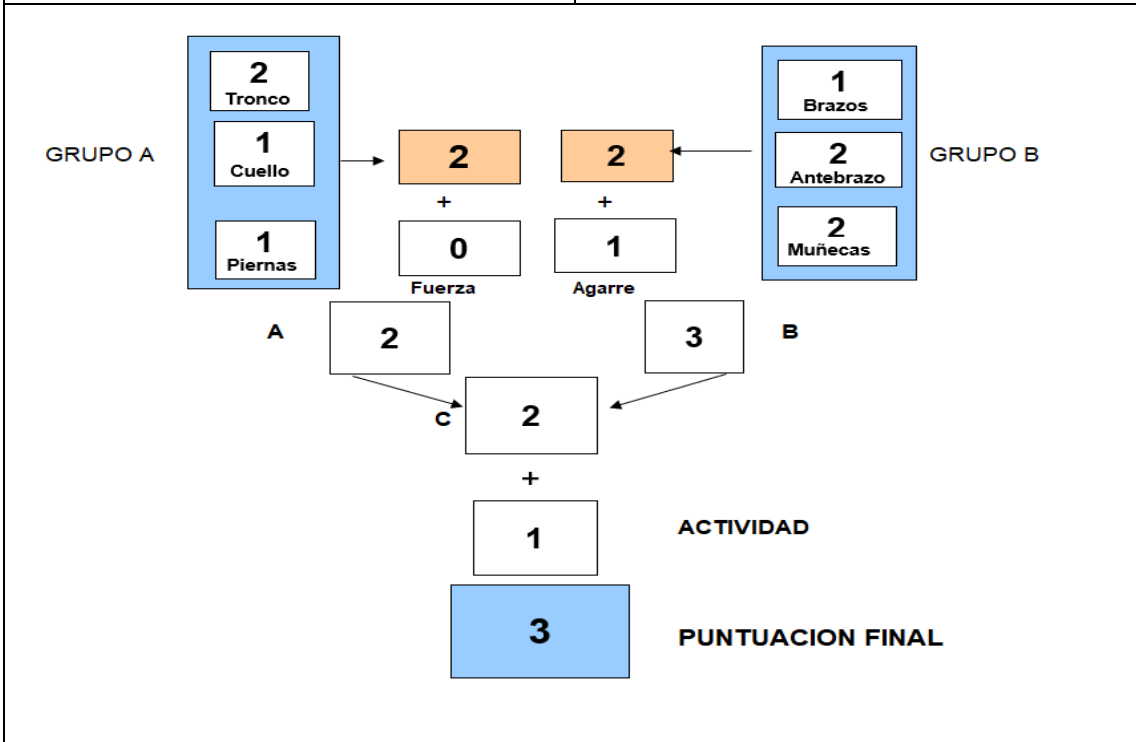 2
Tronco
1
Cuello
1
Piernas
GRUPO A
2
+
0
Fuerza
2
+
1
Agarre
1
Brazos
2
Antebrazo
2
Muñecas
GRUPO B
A
2
3
B
C
2
+
1
ACTIVIDAD
3
PUNTUACION FINAL